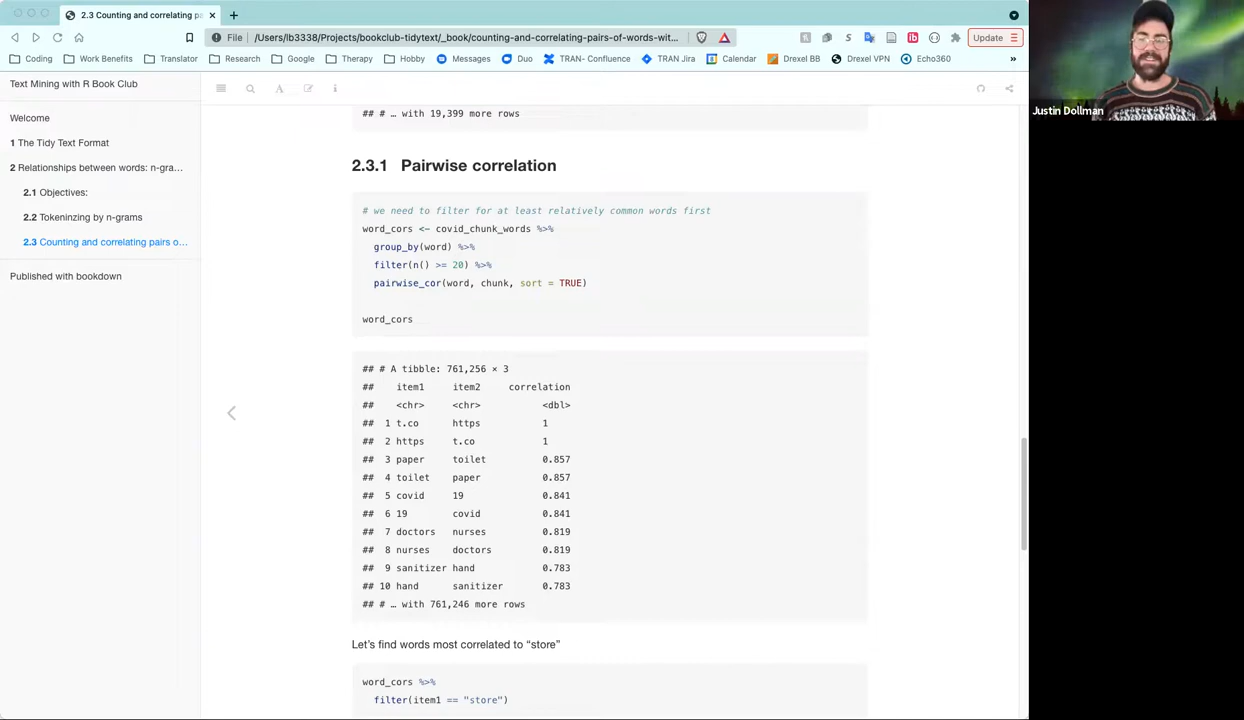 2.3 Counting and correlating p
File
/Users/lb3338/Projects/bookclub-tidytext/_book/counting-and-correlating-pairs-of-words-wit...
Update
Coding
Work Benefits
Translator
Research
Google
Therapy
Hobby
Messages
Duo
TRAN- Confluence
TRAN Jira
Calendar
Drexel BB
Drexel VPN
Echo360
»
Text Mining with R Book Club
Welcome
1 The Tidy Text Format
2 Relationships between words: n-gra...
2.1 Objectives:
2.2 Tokeninzing by n-grams
2.3 Counting and correlating pairs o...
Published with bookdown
## # … with 19,399 more rows
2.3.1 Pairwise correlation
# we need to filter for at least relatively common words first
word_cors <- covid_chunk_words %>%
group_by(word) %>%
filter(n() >= 20) %>%
pairwise_cor(word, chunk, sort = TRUE)
word_cors
## # A tibble: 761,256 × 3
## item1 item2 correlation
## <chr> <chr> <dbl>
## 1 t.co https 1
## 2 https t.co 1
## 3 paper toilet 0.857
## 4 toilet paper 0.857
## 5 covid 19 0.841
## 6 19 covid 0.841
## 7 doctors nurses 0.819
## 8 nurses doctors 0.819
## 9 sanitizer hand 0.783
## 10 hand sanitizer 0.783
## # … with 761,246 more rows
Let's find words most correlated to “store”
word_cors %>%
filter(item1 == "store")
Justin Dollman